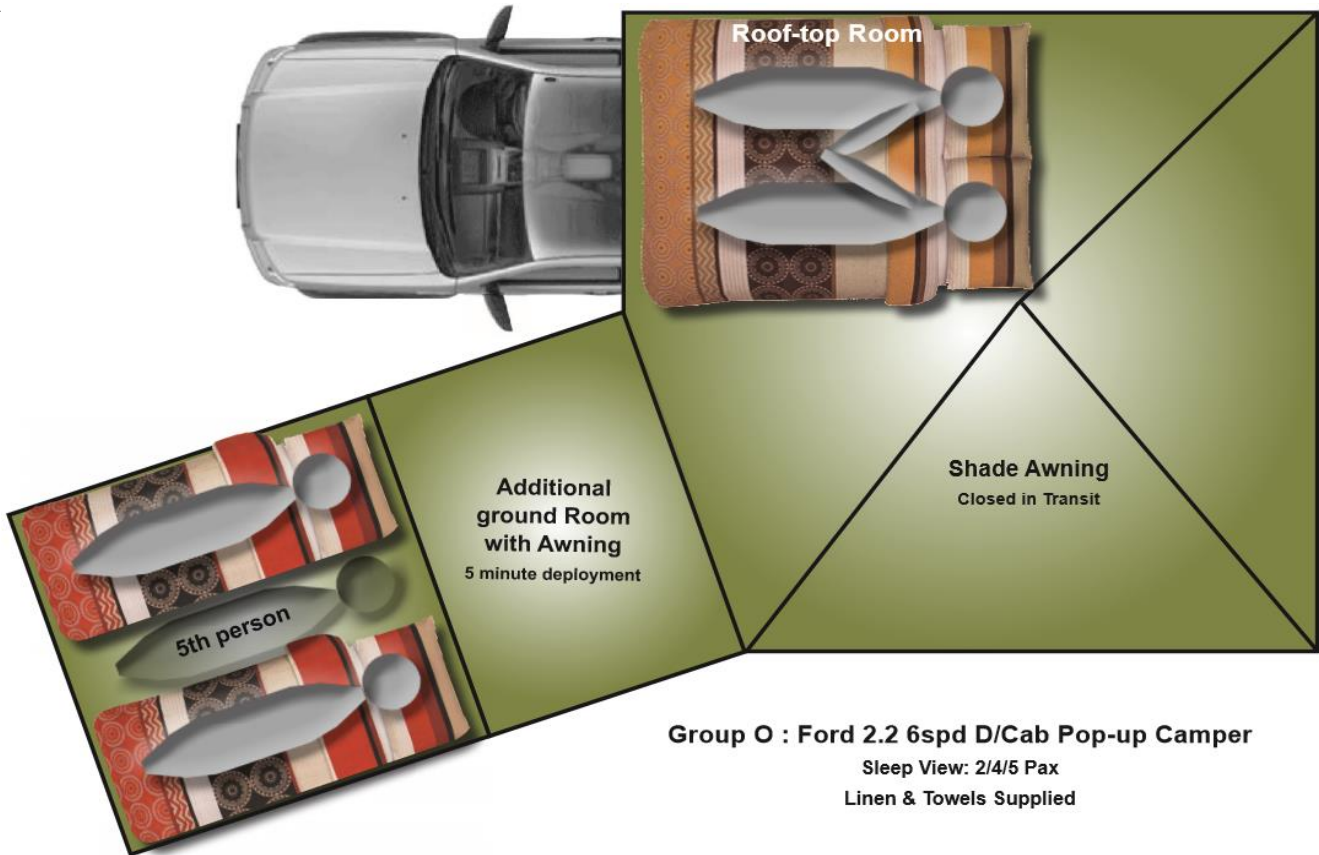 Roof-top Room
Shade Awning
Closed in Transit
Additional
ground Room
with Awning
5 minute deployment
5th person
Group O : Ford 2.2 6spd D/Cab Pop-up Camper
Sleep View: 2/4/5 Pax
Linen & Towels Supplied